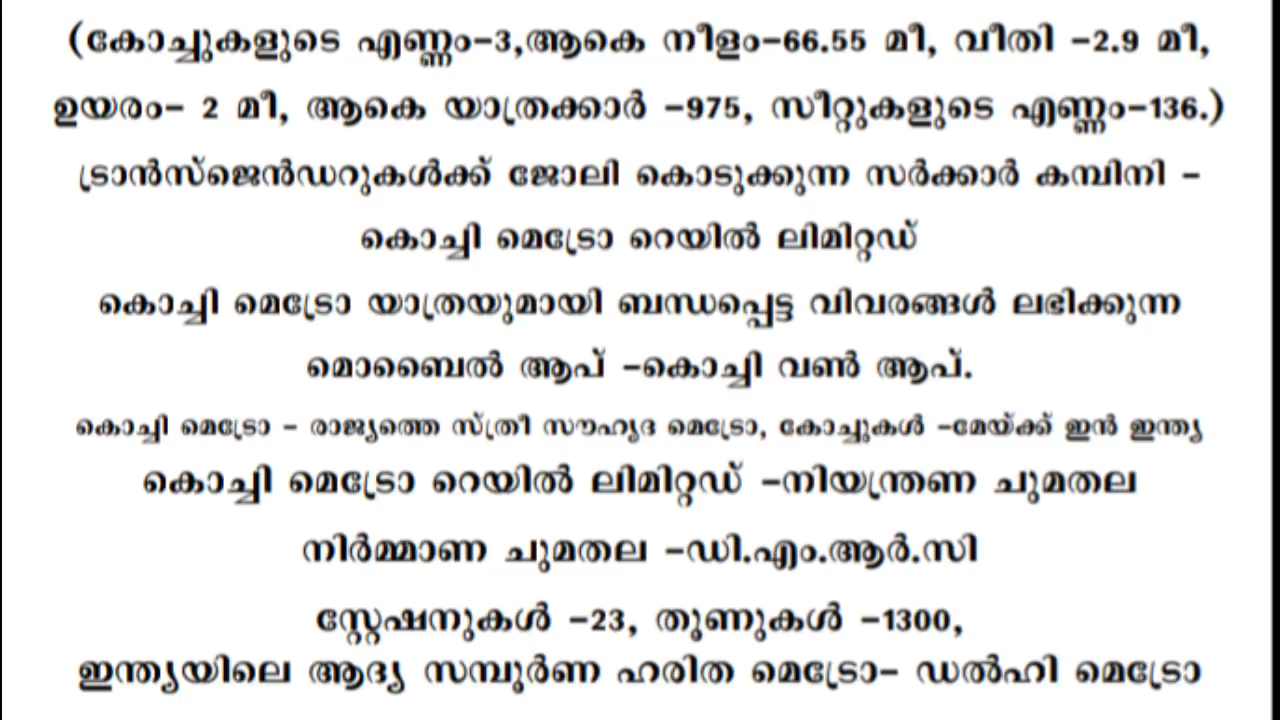 (കോച്ചുകളുടെ എണ്ണം-3,ആകെ നീളം-66.55 മീ, വീതി -2.9 മീ,
ഉയരം- 2 മീ, ആകെ യാത്രക്കാർ -975, സീറ്റുകളുടെ എണ്ണം-136.)
ട്രാൻസ്ജെൻഡറുകൾക്ക് ജോലി കൊടുക്കുന്ന സർക്കാർ കമ്പിനി -
കൊച്ചി മെട്രോ റെയിൽ ലിമിറ്റഡ്
കൊച്ചി മെട്രോ യാത്രയുമായി ബന്ധപ്പെട്ട വിവരങ്ങൾ ലഭിക്കുന്ന
മൊബൈൽ ആപ് -കൊച്ചി വൺ ആപ്.
കൊച്ചി മെട്രോ - രാജ്യത്തെ സ്ത്രീ സൗഹൃദ മെട്രോ, കോച്ചുകൾ -മേയ്ക്ക് ഇൻ ഇന്ത്യ
കൊച്ചി മെട്രോ റെയിൽ ലിമിറ്റഡ് -നിയന്ത്രണ ചുമതല
നിർമ്മാണ ചുമതല -ഡി.എം.ആർ.സി
സ്റ്റേഷനുകൾ -23, തൂണുകൾ -1300,
ഇന്ത്യയിലെ ആദ്യ സമ്പൂർണ ഹരിത മെട്രോ- ഡൽഹി മെട്രോ